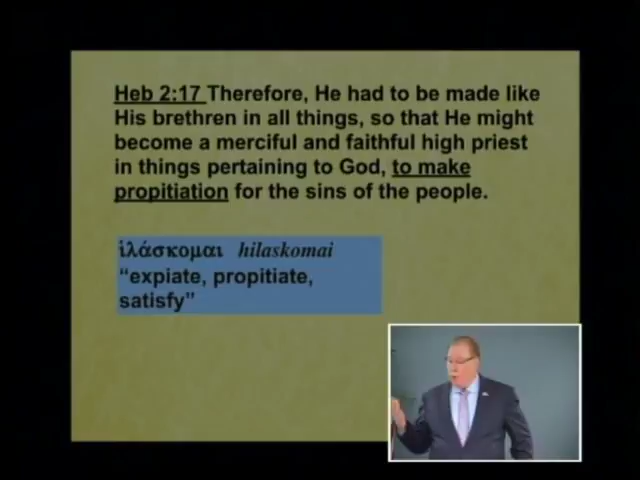 Heb 2:17 Therefore, He had to be made like
His brethren in all things, so that He might
become a merciful and faithful high priest
in things pertaining to God, to make
propitiation for the sins of the people.
ἱλάσκομαι hilaskomai
“expiate, propitiate,
satisfy”